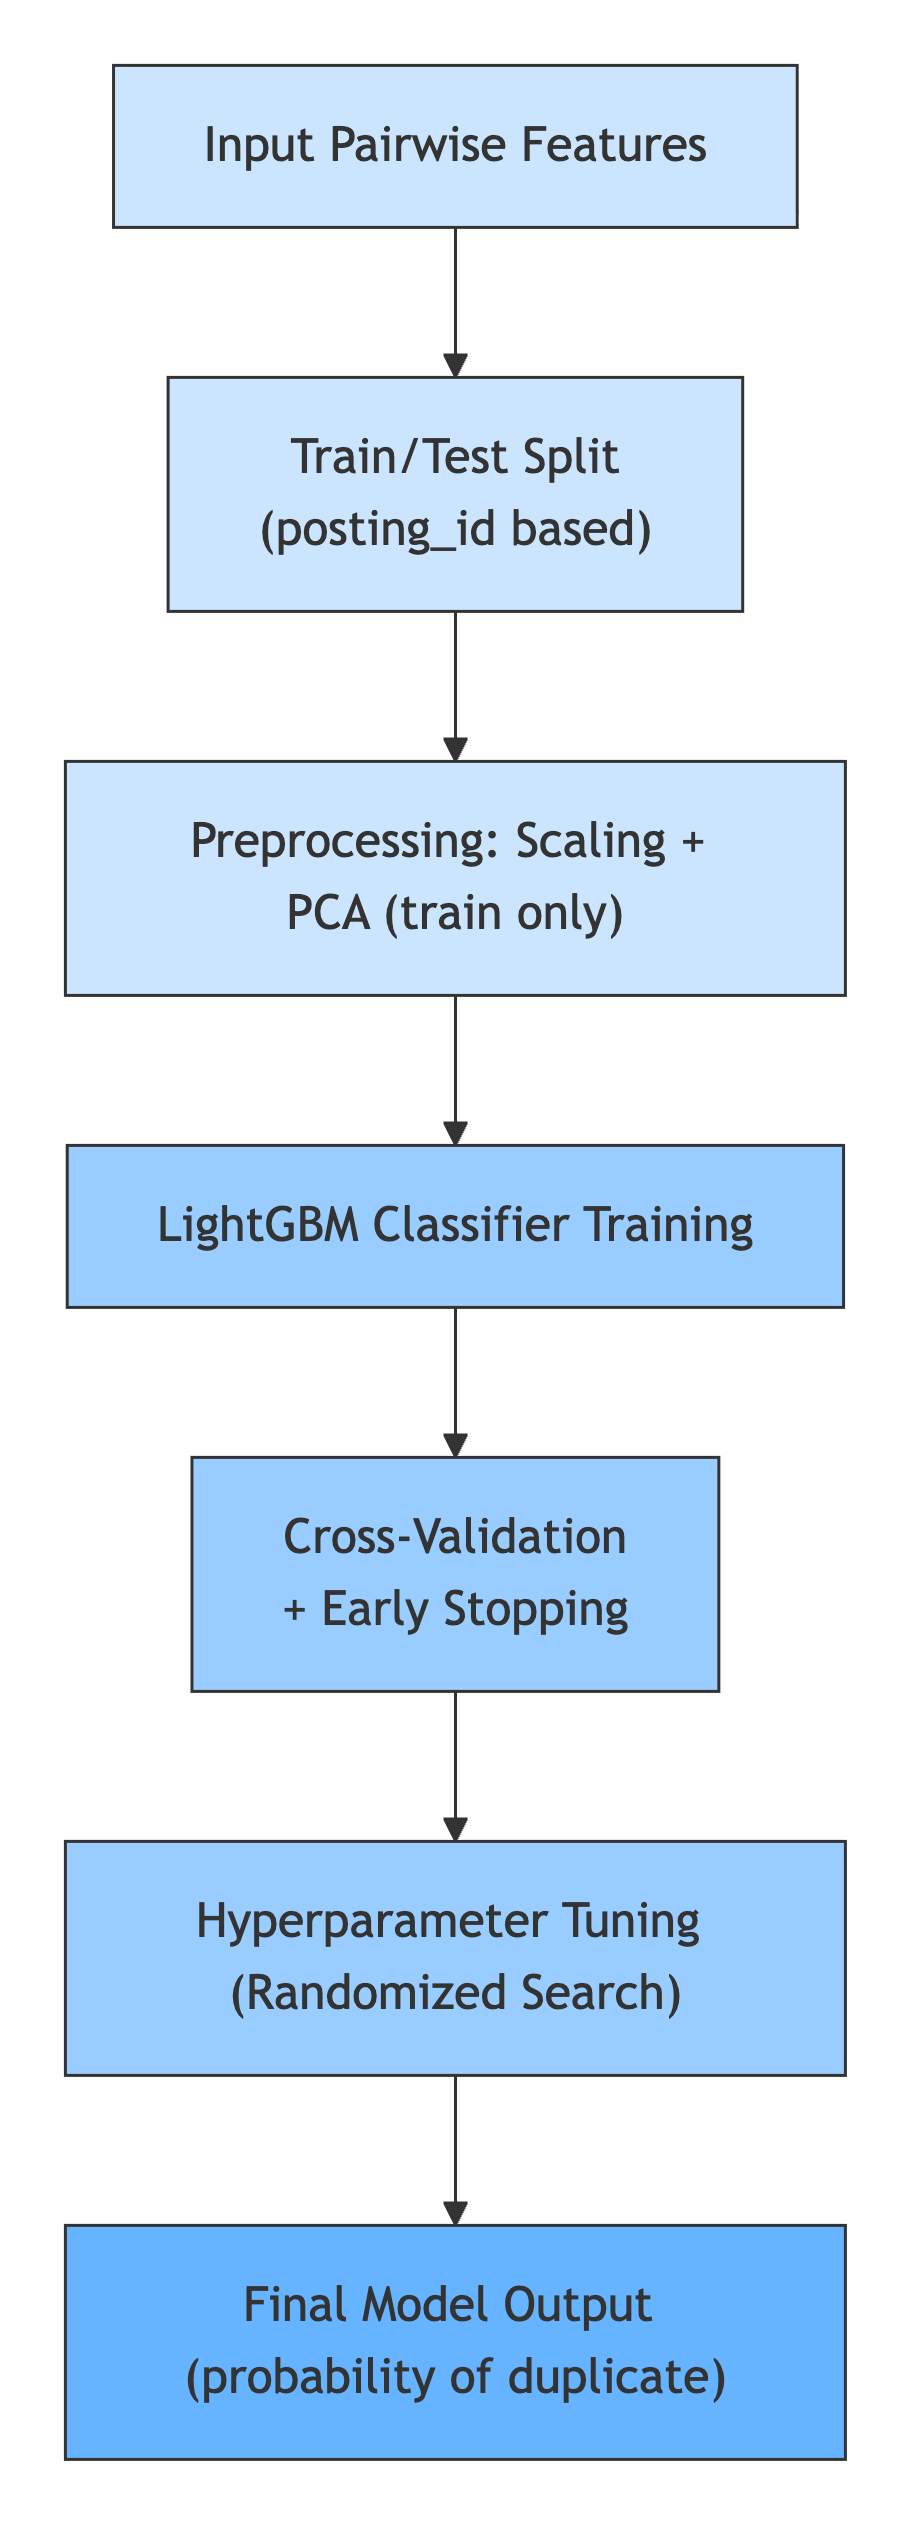 Input Pairwise Features
Train/Test Split
(posting_id based)
Preprocessing: Scaling +
PCA (train only)
LightGBM Classifier Training
Cross-Validation
+ Early Stopping
Hyperparameter Tuning
(Randomized Search)
Final Model Output
(probability of duplicate)